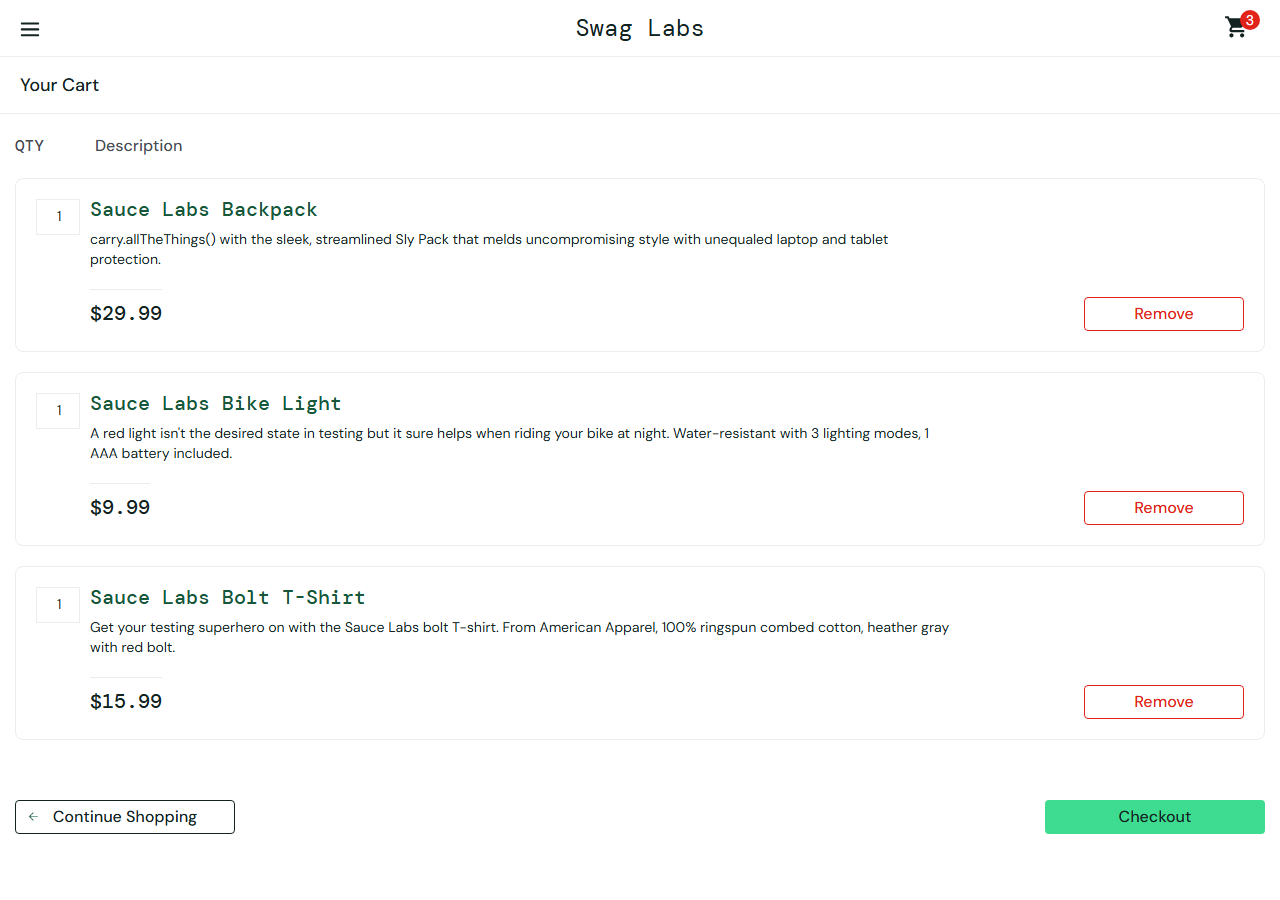 Swag Labs
3
Your Cart
QTY
Description
1
Sauce Labs Backpack
carry.allTheThings() with the sleek, streamlined Sly Pack that melds uncompromising style with unequaled laptop and tablet
protection.
$29.99
Remove
1
Sauce Labs Bike Light
A red light isn't the desired state in testing but it sure helps when riding your bike at night. Water-resistant with 3 lighting modes, 1
AAA battery included.
$9.99
Remove
1
Sauce Labs Bolt T-Shirt
Get your testing superhero on with the Sauce Labs bolt T-shirt. From American Apparel, 100% ringspun combed cotton, heather gray
with red bolt.
$15.99
Remove
Continue Shopping
Checkout